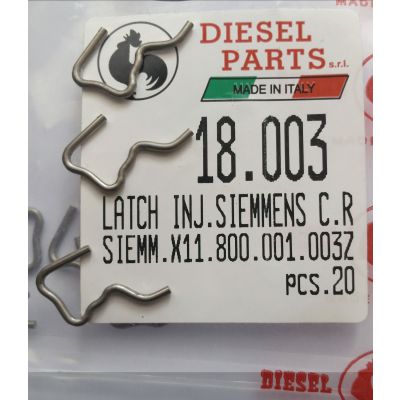 DIESEL
PARTS s.r.l.
MADE IN ITALY
18.003
LATCH INJ.SIEMMENS C.R
SIEMM.X11.800.001.003Z
pcs.20
DIESEL